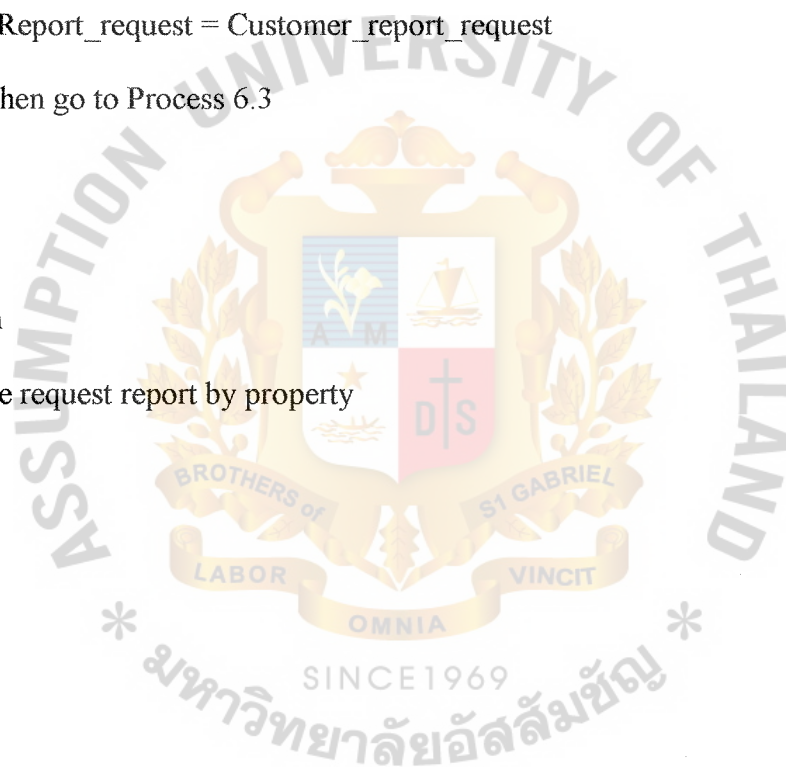 Report_request = Customer_report_request
hen go to Process 6.3
e request report by property
ASSUMPTION UNIVERSITY OF THAILAND
A M
D S
BROTHERS of S1 GABRIEL
LABOR VINCIT
OMNIA
SINCE1969
* มหาวิทยาลัยอัสสัมชัญ *